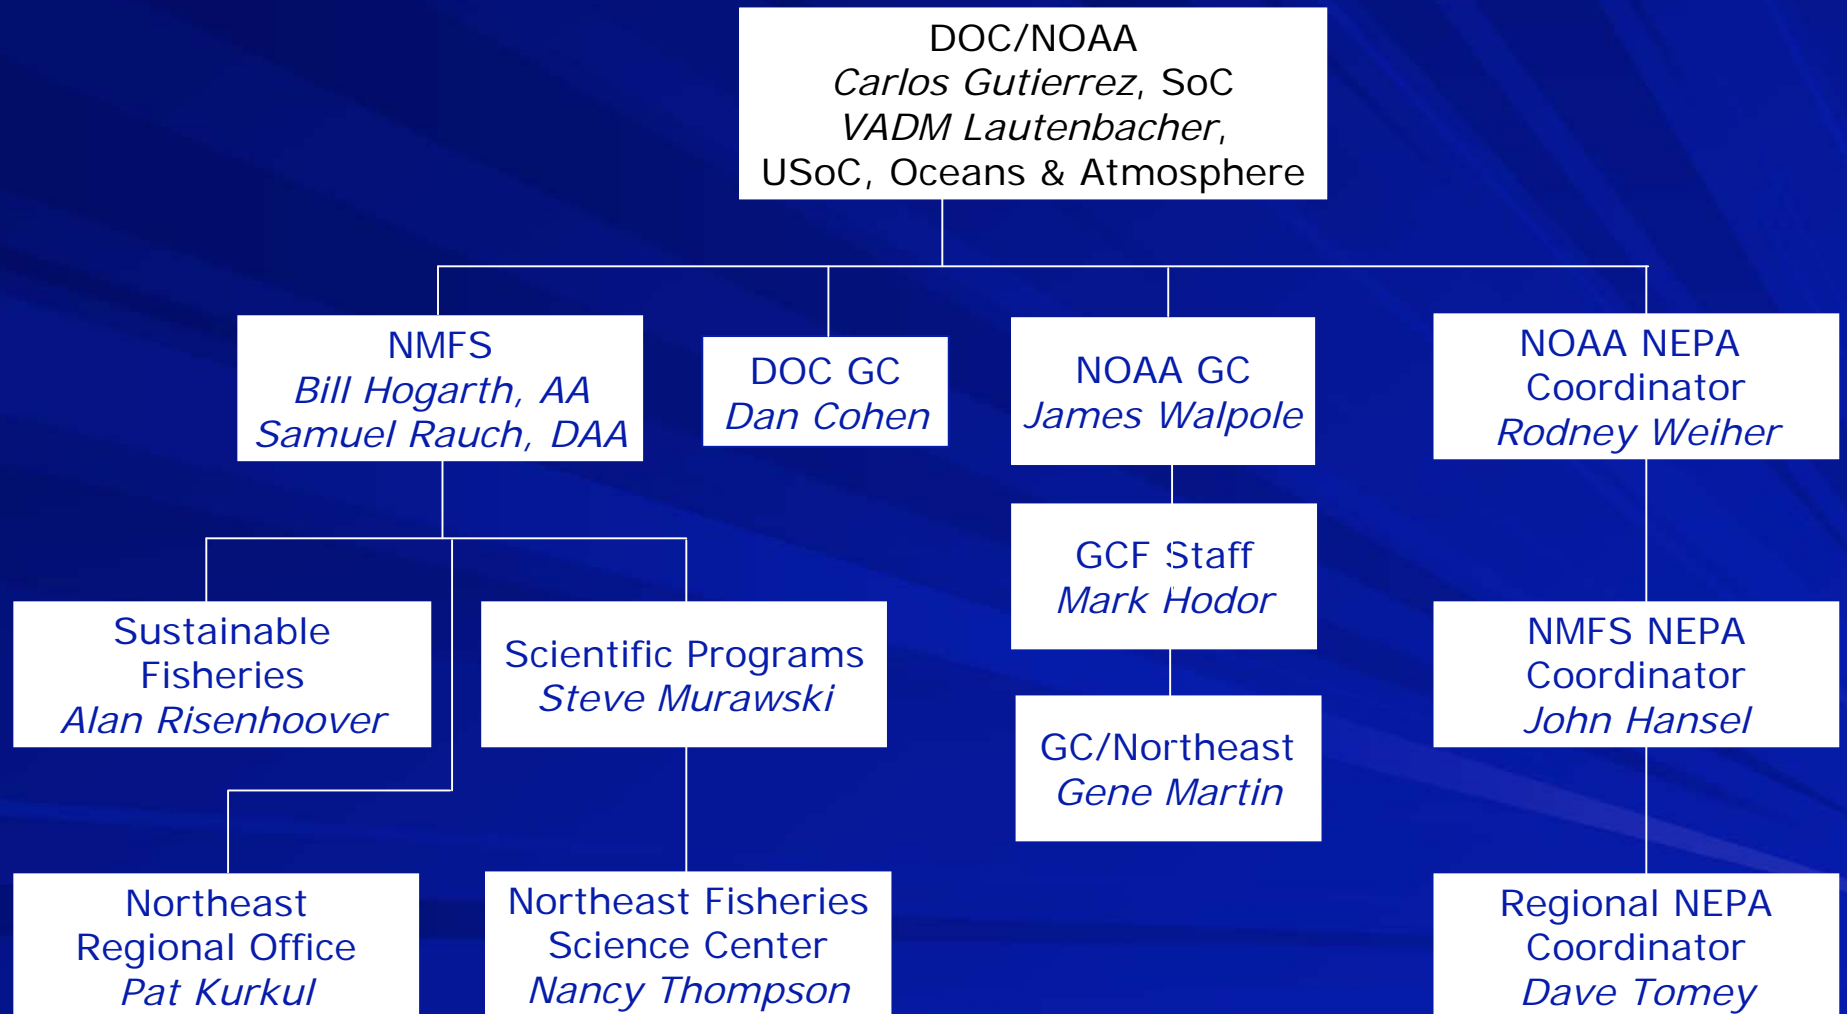 DOC/NOAA
Carlos Gutierrez, SoC
VADM Lautenbacher,
USoC, Oceans & Atmosphere
NMFS
Bill Hogarth, AA
Samuel Rauch, DAA
DOC GC
Dan Cohen
NOAA GC
James Walpole
NOAA NEPA
Coordinator
Rodney Weiher
GCF Staff
Mark Hodor
Sustainable
Fisheries
Alan Risenhoover
Scientific Programs
Steve Murawski
NMFS NEPA
Coordinator
John Hansel
GC/Northeast
Gene Martin
Northeast
Regional Office
Pat Kurkul
Northeast Fisheries
Science Center
Nancy Thompson
Regional NEPA
Coordinator
Dave Tomey